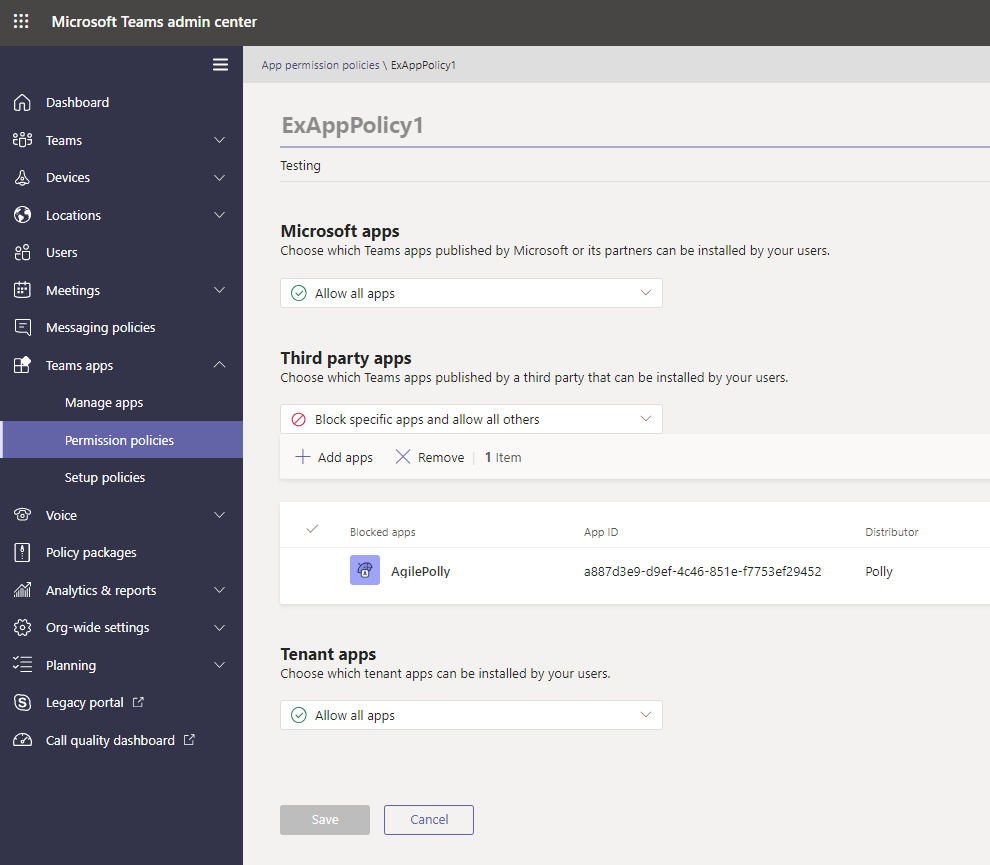 Microsoft Teams admin center
App permission policies \ ExAppPolicy1
Dashboard
Teams
Devices
Locations
Users
Meetings
Messaging policies
Teams apps
Manage apps
Permission policies
Setup policies
Voice
Policy packages
Analytics & reports
Org-wide settings
Planning
Legacy portal
Call quality dashboard
ExAppPolicy1
Testing
Microsoft apps
Choose which Teams apps published by Microsoft or its partners can be installed by your users.
Allow all apps
Third party apps
Choose which Teams apps published by a third party that can be installed by your users.
Block specific apps and allow all others
Add apps Remove 1 Item
Blocked apps App ID Distributor
AgilePolly a887d3e9-d9ef-4c46-851e-f7753ef29452 Polly
Tenant apps
Choose which tenant apps can be installed by your users.
Allow all apps
Save Cancel